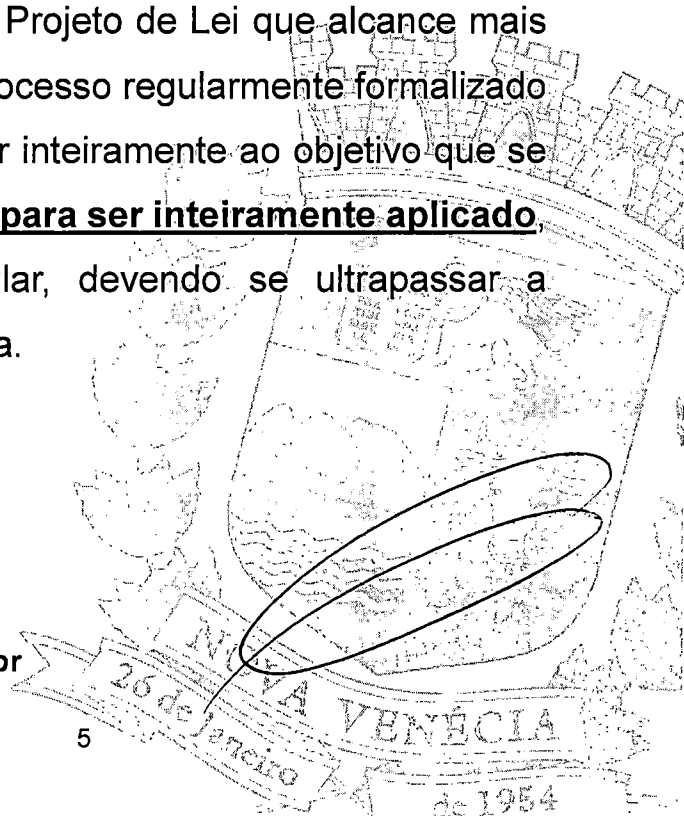 Projeto de Lei que alcance mais
ocesso regularmente formalizado
r inteiramente ao objetivo que se
para ser inteiramente aplicado,
lar, devendo se ultrapassar a
a.
or
5
NOVA VENÉCIA
26 de Janeiro
de 1954